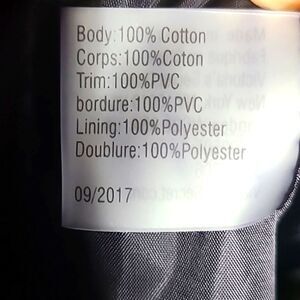 Body:100% Cotton
Corps:100%Coton
Trim:100%PVC
bordure:100%PVC
Lining:100%Polyester
Doublure:100%Polyester
09/2017